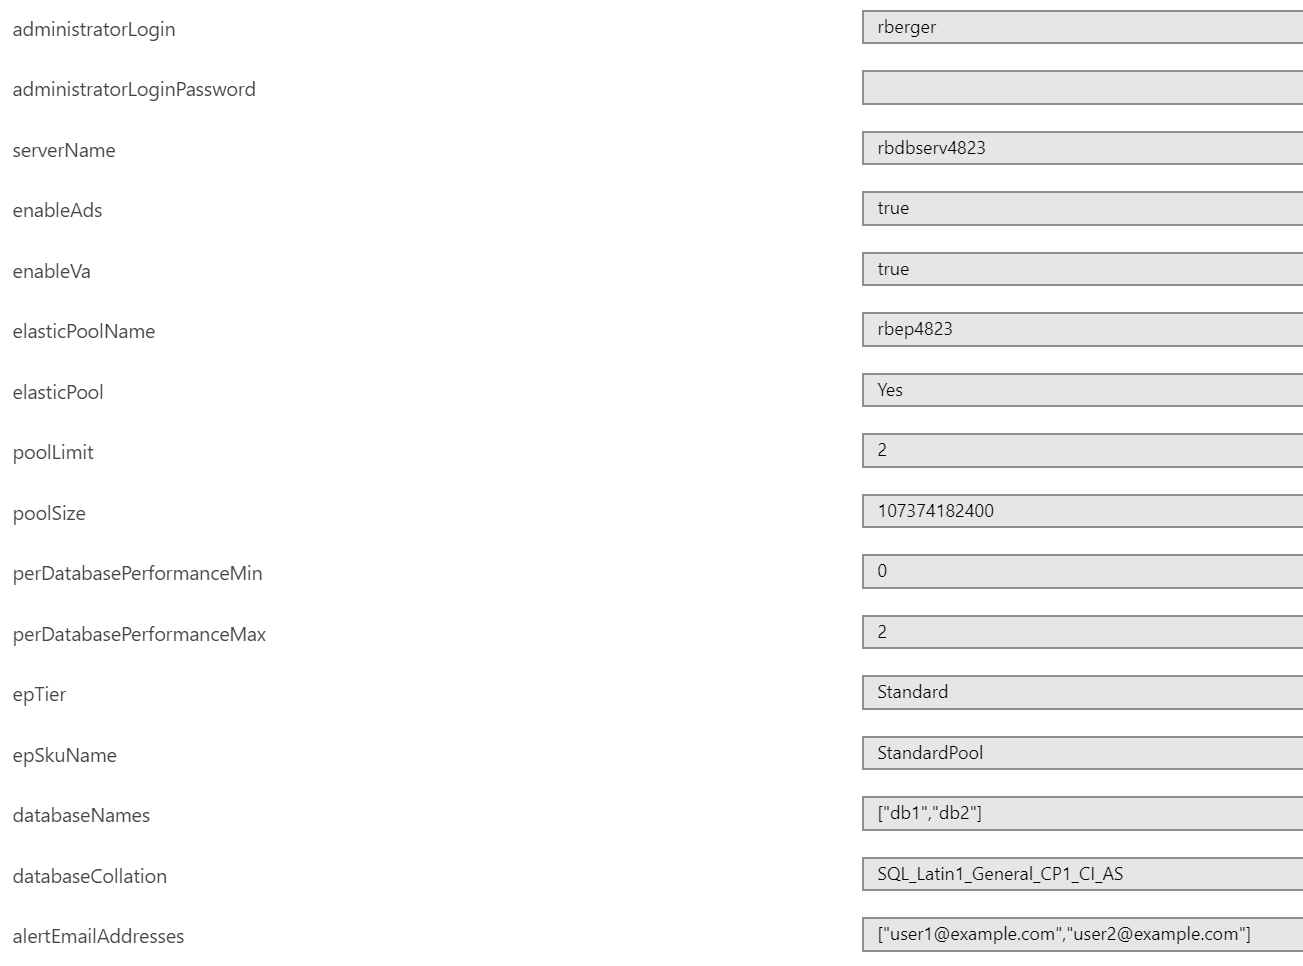 administratorLogin rberger
administratorLoginPassword
serverName rbdbserv4823
enableAds true
enableVa true
elasticPoolName rbep4823
elasticPool Yes
poolLimit 2
poolSize 107374182400
perDatabasePerformanceMin 0
perDatabasePerformanceMax 2
epTier Standard
epSkuName StandardPool
databaseNames ["db1","db2"]
databaseCollation SQL_Latin1_General_CP1_CI_AS
alertEmailAddresses ["user1@example.com","user2@example.com"]